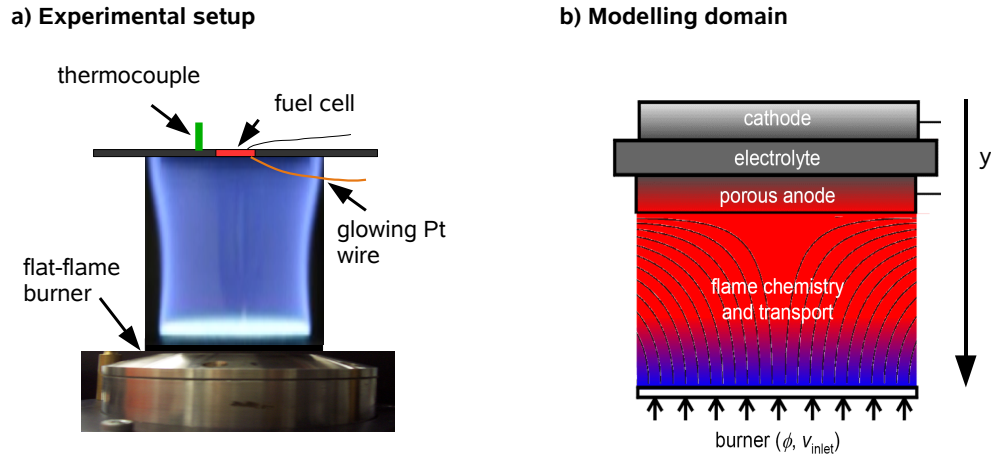 a) Experimental setup
thermocouple
fuel cell
glowing Pt
wire
flat-flame
burner
b) Modelling domain
cathode
electrolyte
porous anode
y
flame chemistry
and transport
burner (ϕ, v_inlet)